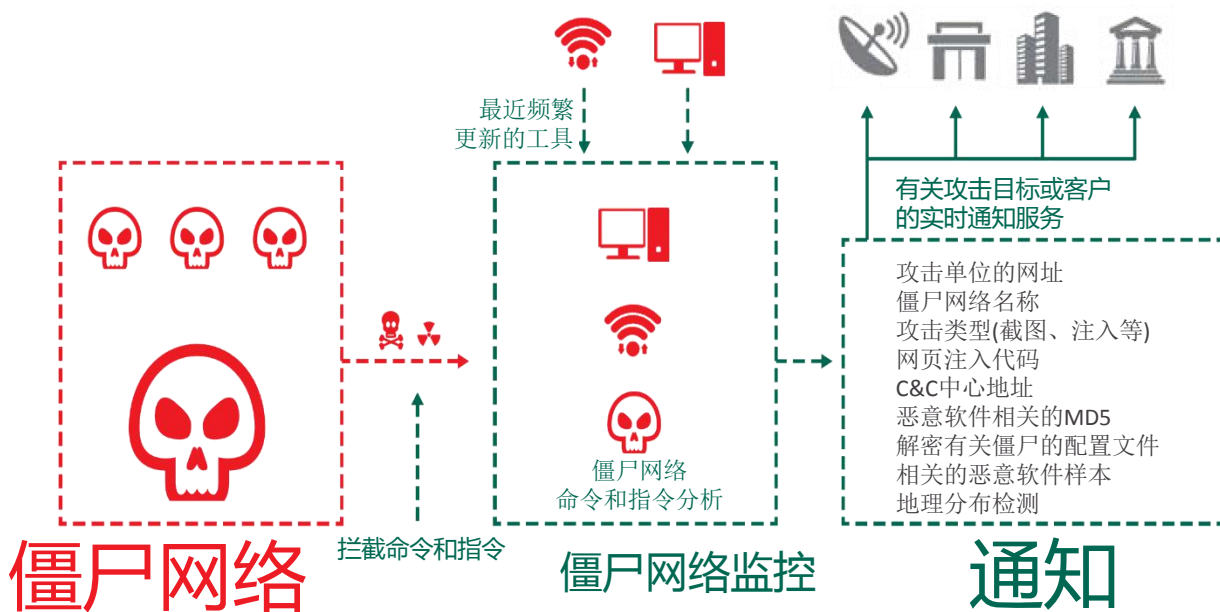 最近频繁
更新的工具
有关攻击目标或客户
的实时通知服务
攻击单位的网址
僵尸网络名称
攻击类型(截图、注入等)
网页注入代码
C&C中心地址
恶意软件相关的MD5
解密有关僵尸的配置文件
相关的恶意软件样本
地理分布检测
僵尸网络
命令和指令分析
拦截命令和指令
僵尸网络
僵尸网络监控
通知